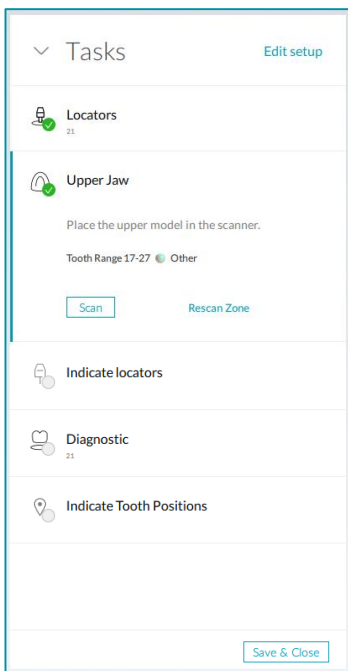 Tasks Edit setup
Locators
21
Upper Jaw
Place the upper model in the scanner.
Tooth Range 17-27 Other
Scan Rescan Zone
Indicate locators
Diagnostic
21
Indicate Tooth Positions
Save & Close